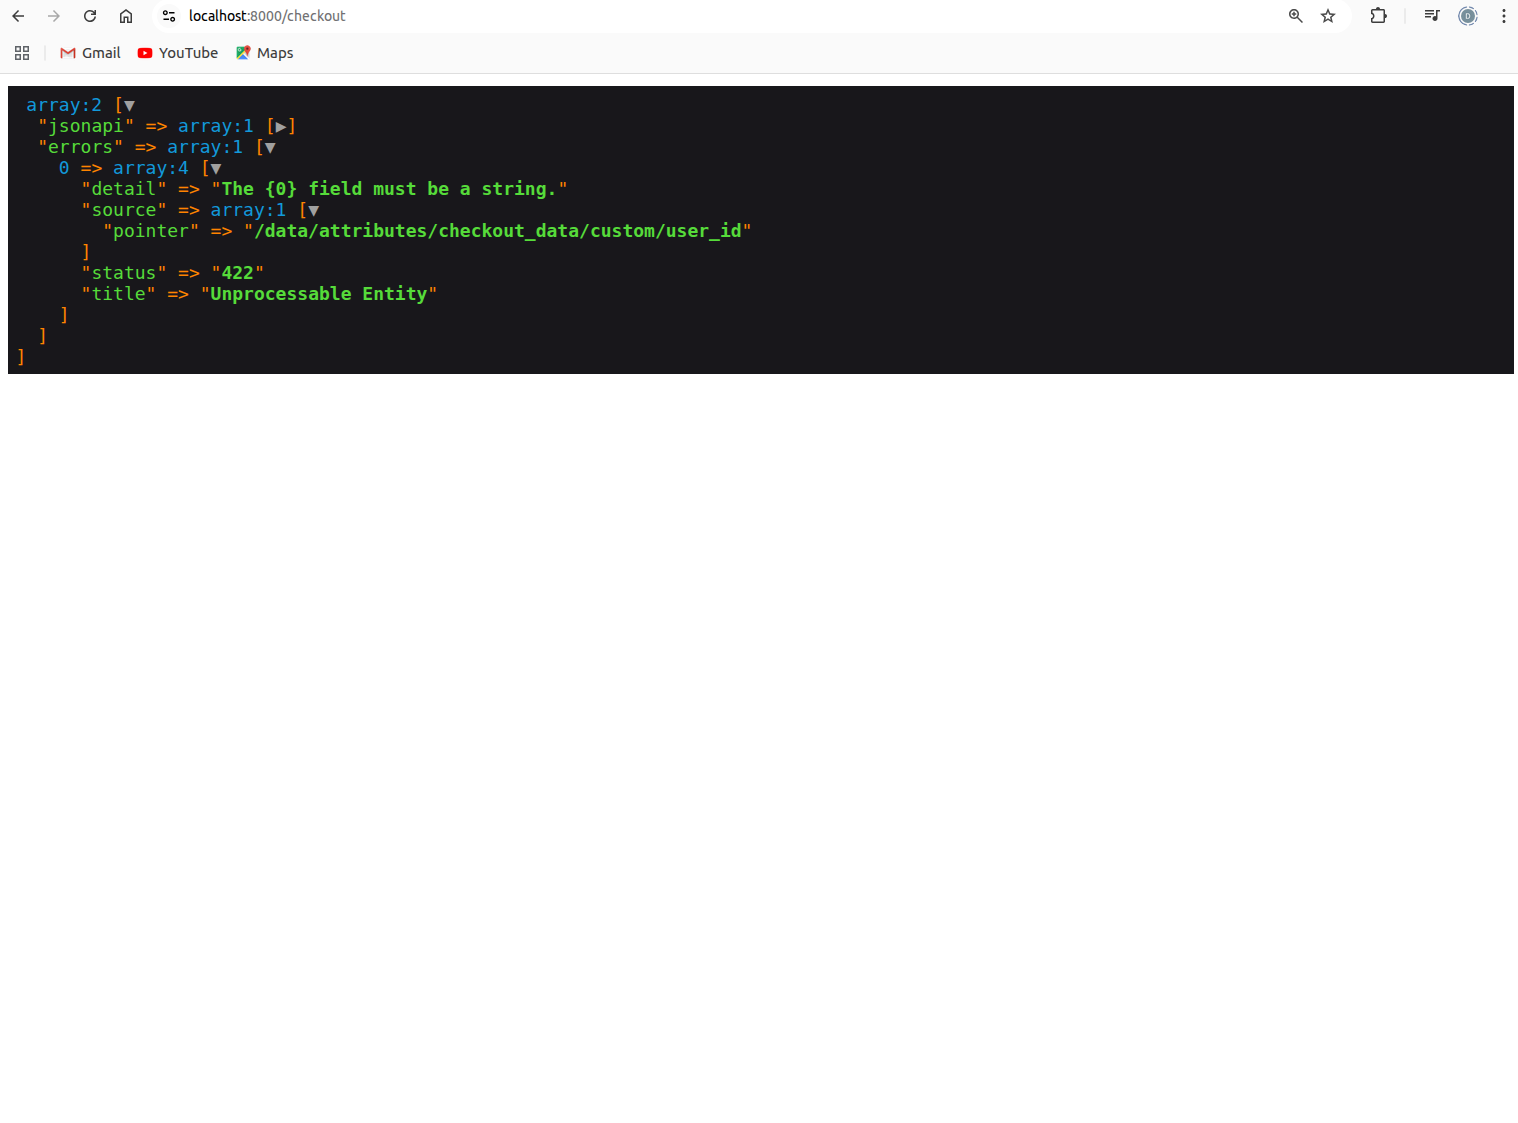 localhost:8000/checkout
Gmail YouTube Maps
array:2 [▼
"jsonapi" => array:1 [▶]
"errors" => array:1 [▼
0 => array:4 [▼
"detail" => "The {0} field must be a string."
"source" => array:1 [▼
"pointer" => "/data/attributes/checkout_data/custom/user_id"
]
"status" => "422"
"title" => "Unprocessable Entity"
]
]
]